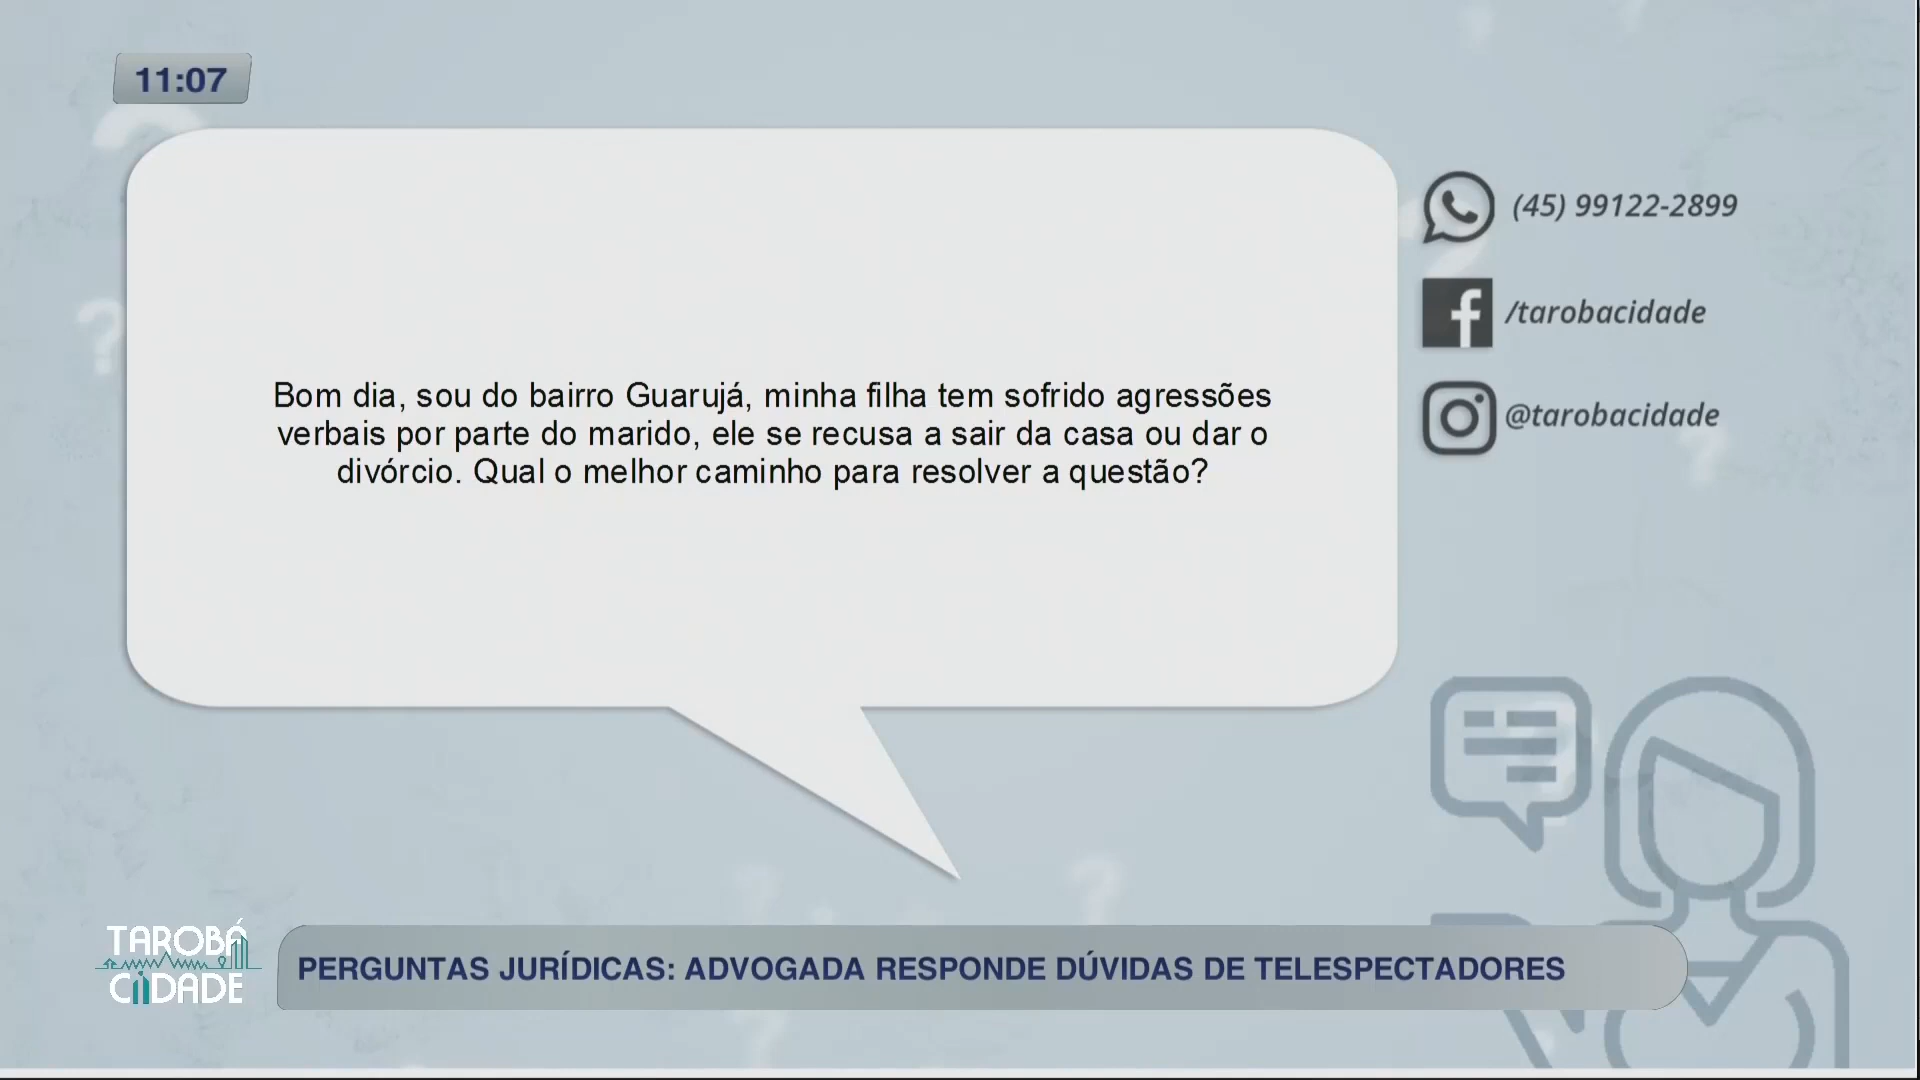 11:07
(45) 99122-2899
/tarobacidade
@tarobacidade
Bom dia, sou do bairro Guarujá, minha filha tem sofrido agressões
verbais por parte do marido, ele se recusa a sair da casa ou dar o
divórcio. Qual o melhor caminho para resolver a questão?
TAROBÁ
CIDADE
PERGUNTAS JURÍDICAS: ADVOGADA RESPONDE DÚVIDAS DE TELESPECTADORES